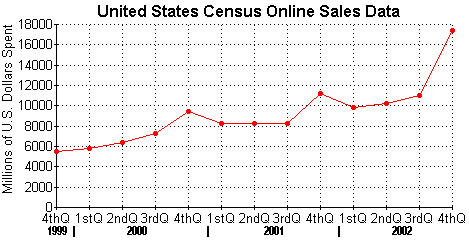 United States Census Online Sales Data
Millions of U.S. Dollars Spent
18000
16000
14000
12000
10000
8000
6000
4000
2000
0
4thQ 1stQ 2ndQ 3rdQ 4thQ 1stQ 2ndQ 3rdQ 4thQ 1stQ 2ndQ 3rdQ 4thQ
1999 2000 2001 2002